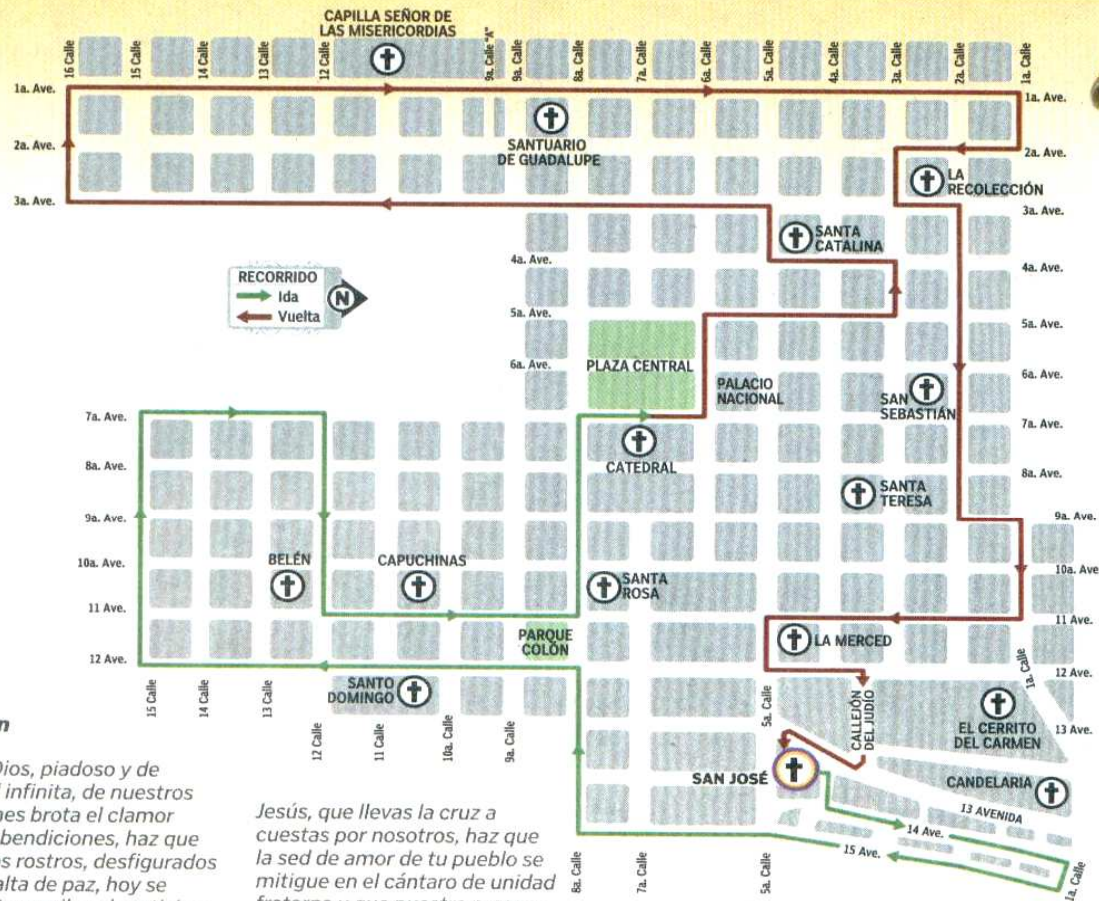 CAPILLA SEÑOR DE
LAS MISERICORDIAS
16 Calle
15 Calle
14 Calle
13 Calle
12 Calle
9a. Calle "A"
9a. Calle
8a. Calle
7a. Calle
6a. Calle
5a. Calle
4a. Calle
3a. Calle
2a. Calle
1a. Calle
1a. Ave.
1a. Ave.
SANTUARIO
DE GUADALUPE
2a. Ave.
2a. Ave.
LA
RECOLECCIÓN
3a. Ave.
3a. Ave.
SANTA
CATALINA
4a. Ave.
4a. Ave.
RECORRIDO
Ida
Vuelta
N
5a. Ave.
5a. Ave.
6a. Ave.
PLAZA CENTRAL
PALACIO
NACIONAL
6a. Ave.
SAN
SEBASTIÁN
7a. Ave.
7a. Ave.
CATEDRAL
8a. Ave.
8a. Ave.
SANTA
TERESA
9a. Ave.
9a. Ave.
10a. Ave.
10a. Ave
BELÉN
CAPUCHINAS
SANTA
ROSA
11 Ave.
11 Ave.
PARQUE
COLÓN
LA MERCED
12 Ave.
12 Ave.
1a. Calle
SANTO
DOMINGO
15 Calle
14 Calle
13 Calle
12 Calle
11 Calle
10a. Calle
9a. Calle
5a. Calle
CALLEJÓN
DEL JUDIO
EL CERRITO
DEL CARMEN
13 Ave.
SAN JOSÉ
CANDELARIA
13 AVENIDA
14 Ave.
15 Ave.
8a. Calle
7a. Calle
5a. Calle
1a. Calle
n
Dios, piadoso y de
infinita, de nuestros
nes brota el clamor
bendiciones, haz que
os rostros, desfigurados
alta de paz, hoy se
Jesús, que llevas la cruz a
cuestas por nosotros, haz que
la sed de amor de tu pueblo se
mitigue en el cántaro de unidad